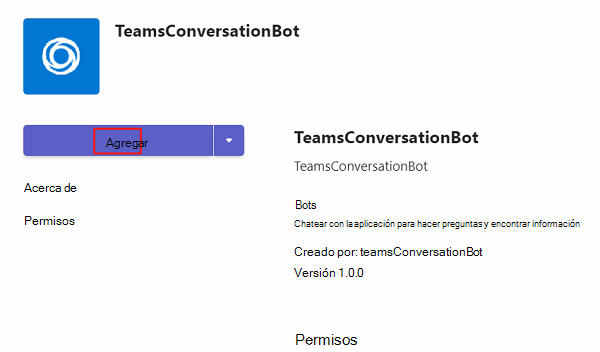 TeamsConversationBot
Agregar
Acerca de
Permisos
TeamsConversationBot
TeamsConversationBot
Bots
Chatear con la aplicación para hacer preguntas y encontrar información
Creado por: teamsConversationBot
Versión 1.0.0
Permisos